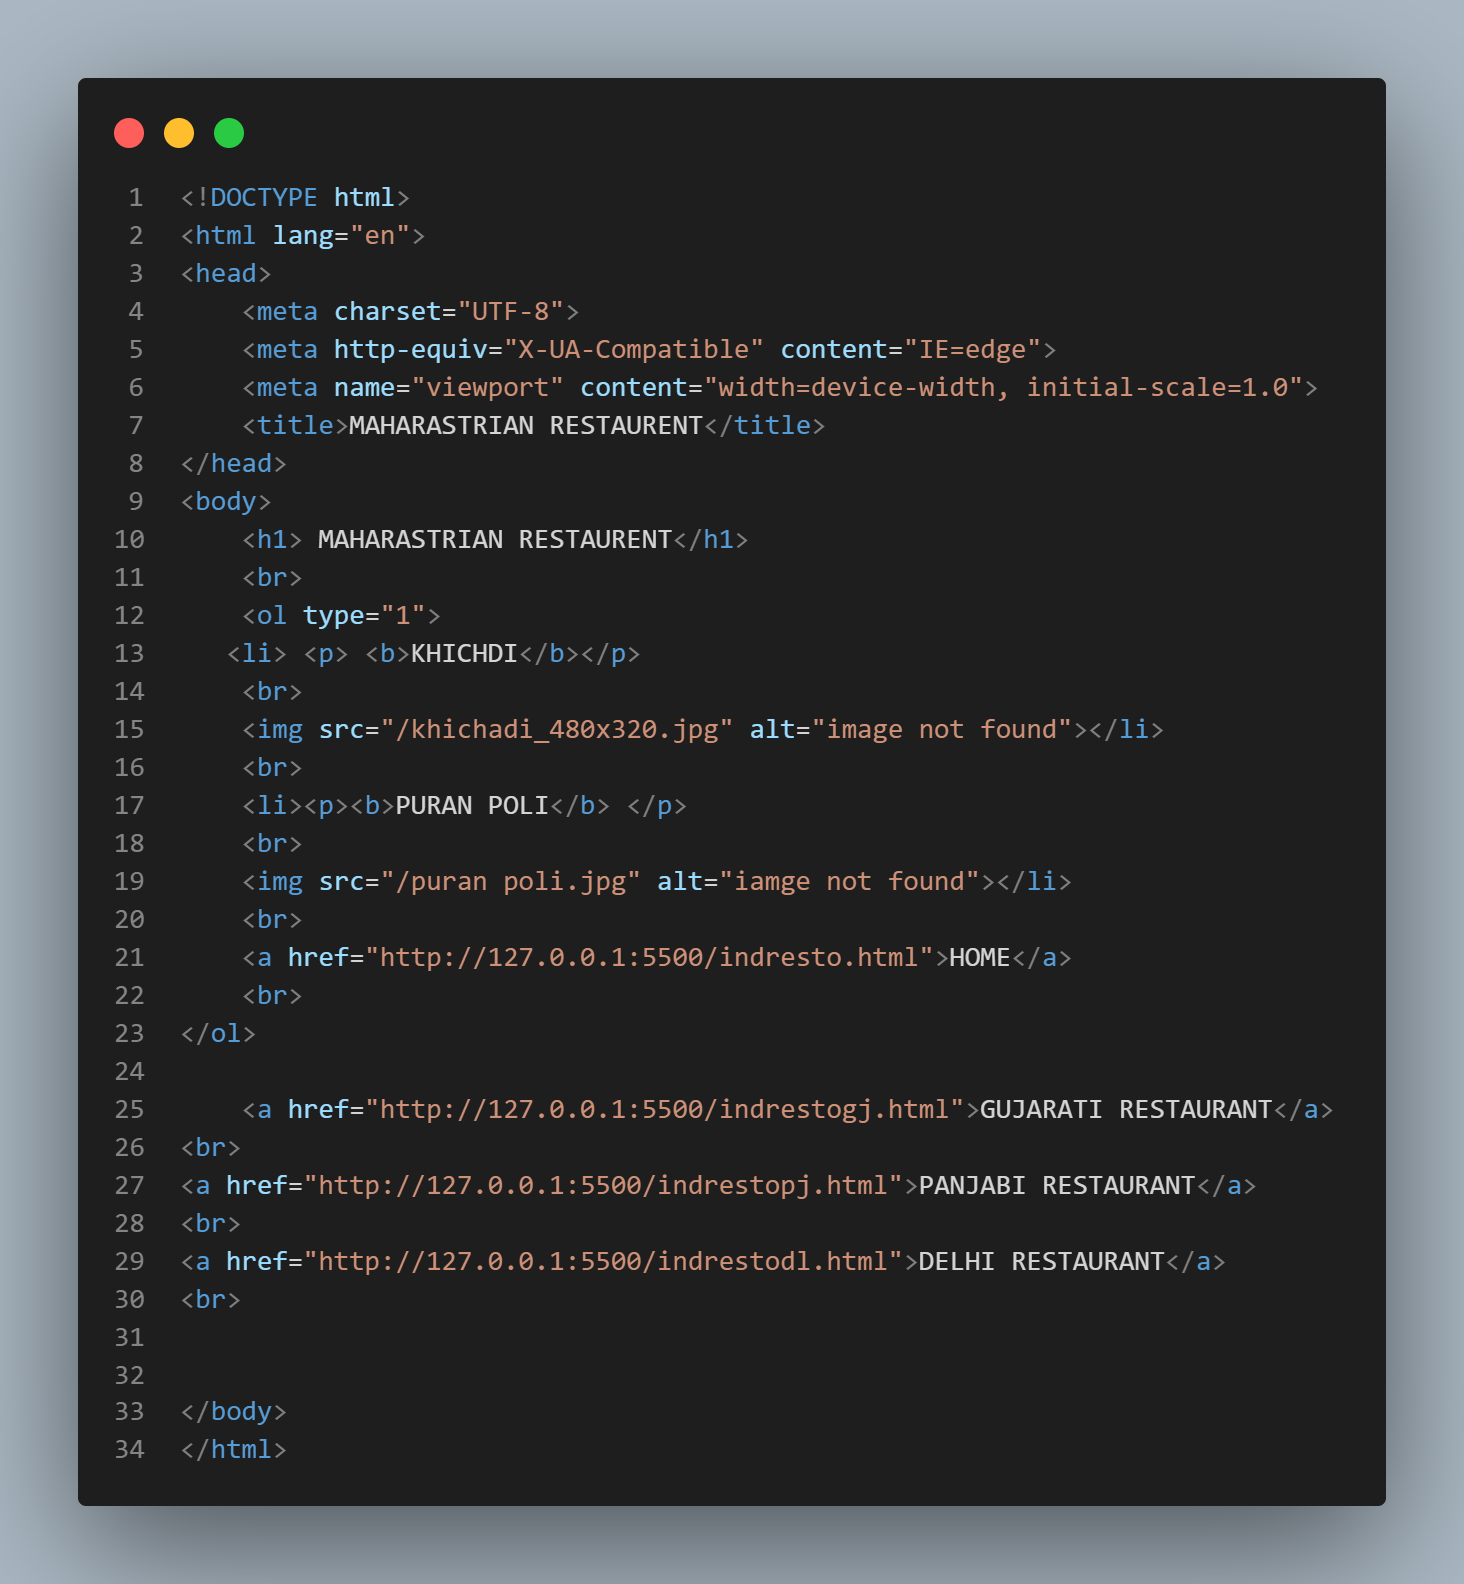 1 <!DOCTYPE html>
2 <html lang="en">
3 <head>
4     <meta charset="UTF-8">
5     <meta http-equiv="X-UA-Compatible" content="IE=edge">
6     <meta name="viewport" content="width=device-width, initial-scale=1.0">
7     <title>MAHARASTRIAN RESTAURENT</title>
8 </head>
9 <body>
10     <h1> MAHARASTRIAN RESTAURENT</h1>
11     <br>
12     <ol type="1">
13    <li> <p> <b>KHICHDI</b></p>
14     <br>
15     <img src="/khichadi_480x320.jpg" alt="image not found"></li>
16     <br>
17     <li><p><b>PURAN POLI</b> </p>
18     <br>
19     <img src="/puran poli.jpg" alt="iamge not found"></li>
20     <br>
21     <a href="http://127.0.0.1:5500/indresto.html">HOME</a>
22     <br>
23 </ol>
24
25     <a href="http://127.0.0.1:5500/indrestogj.html">GUJARATI RESTAURANT</a>
26 <br>
27 <a href="http://127.0.0.1:5500/indrestopj.html">PANJABI RESTAURANT</a>
28 <br>
29 <a href="http://127.0.0.1:5500/indrestodl.html">DELHI RESTAURANT</a>
30 <br>
31
32
33 </body>
34 </html>